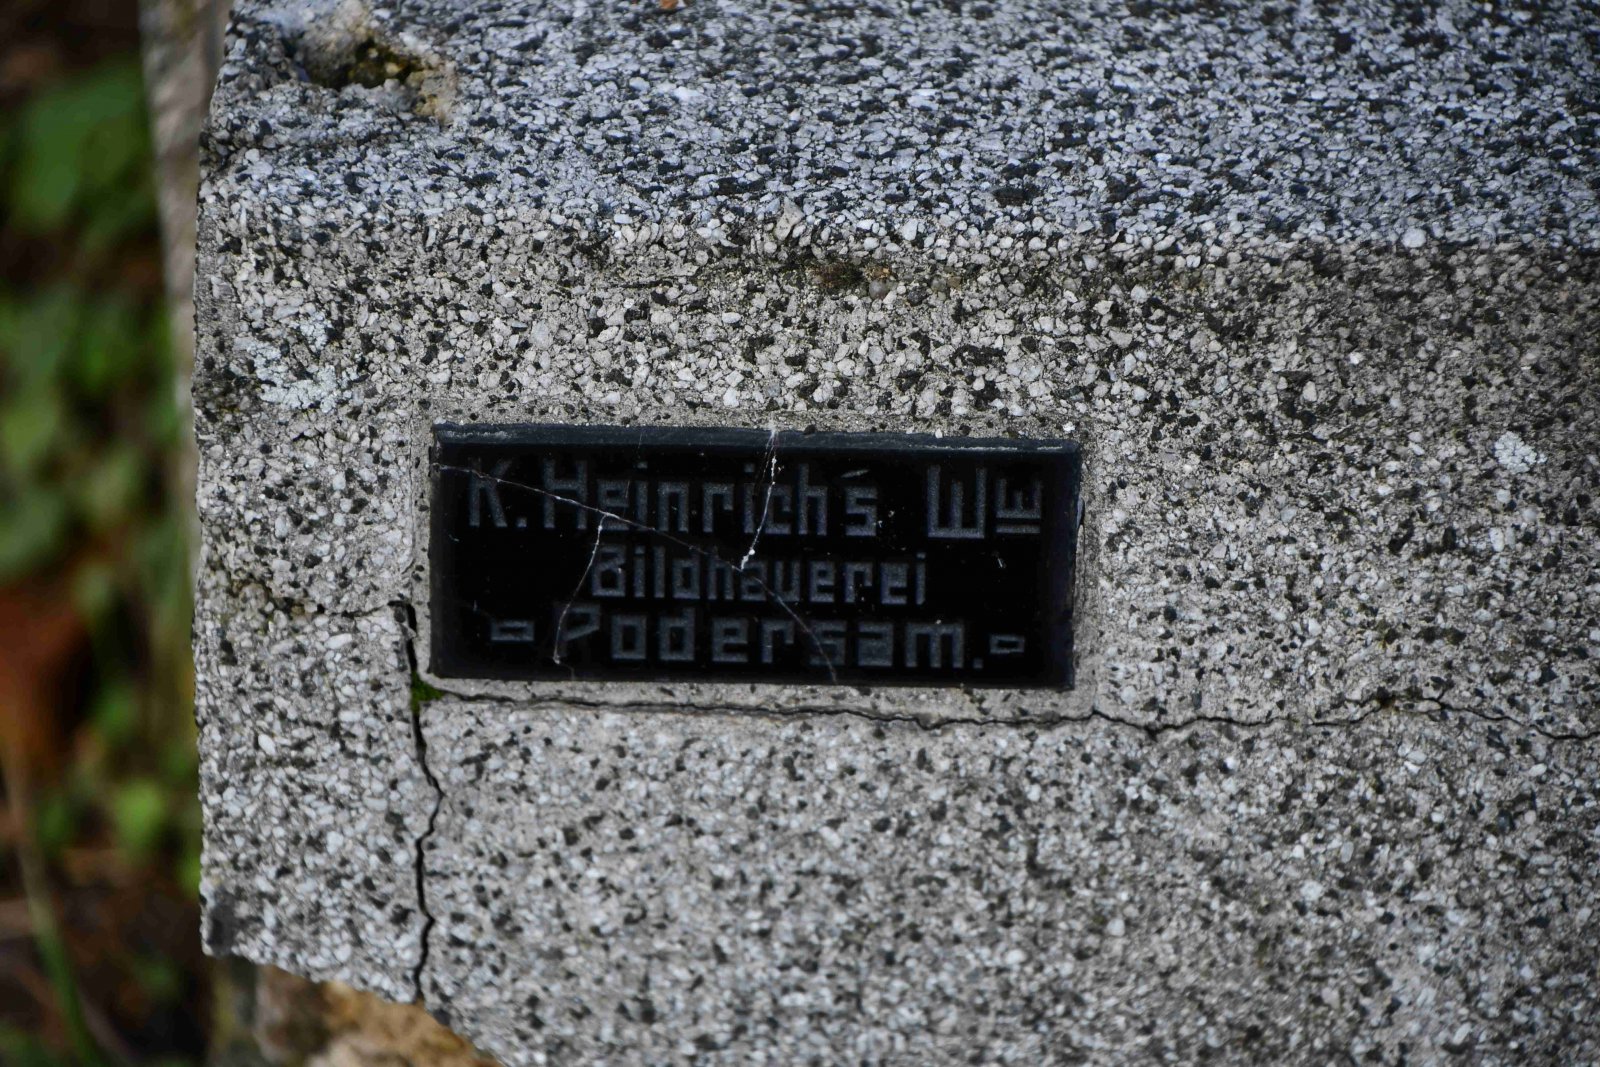 K. Heinrich's Ww
Bildhauerei
- Podersam. -